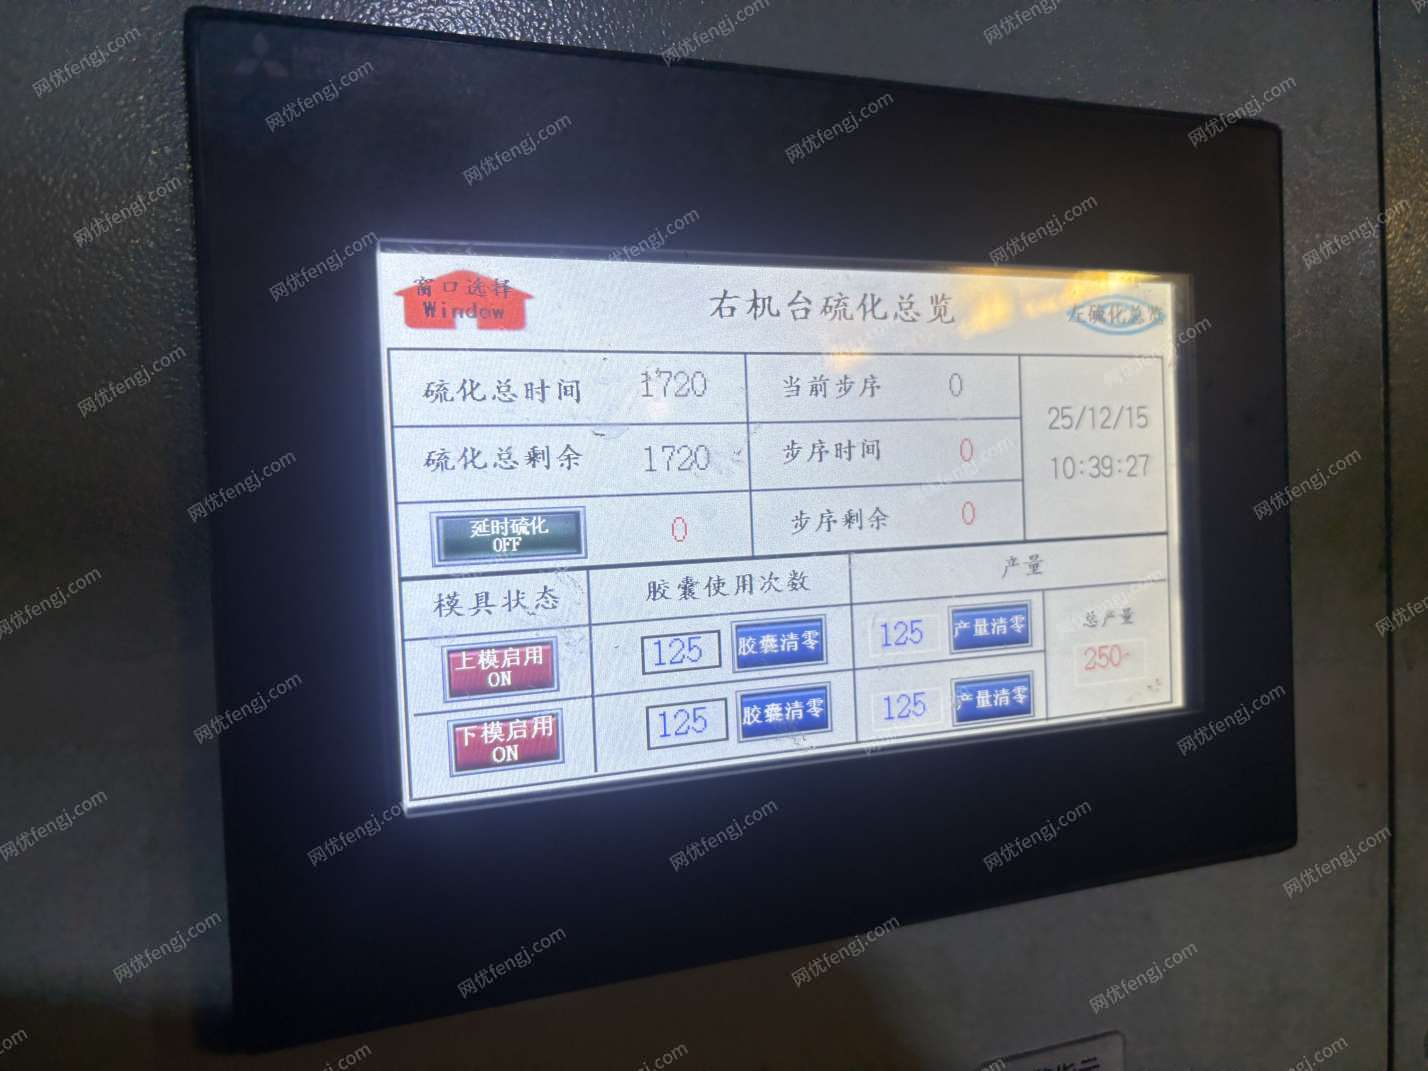 窗口选择
Window
右机台硫化总览
左硫化总览
硫化总时间 1720
当前步序 0
25/12/15
10:39:27
硫化总剩余 1720
步序时间 0
延时硫化
OFF
0
步序剩余 0
模具状态
胶囊使用次数
产量
上模启用
ON
125
胶囊清零
125
产量清零
总产量
250
下模启用
ON
125
胶囊清零
125
产量清零
网优fengj.com